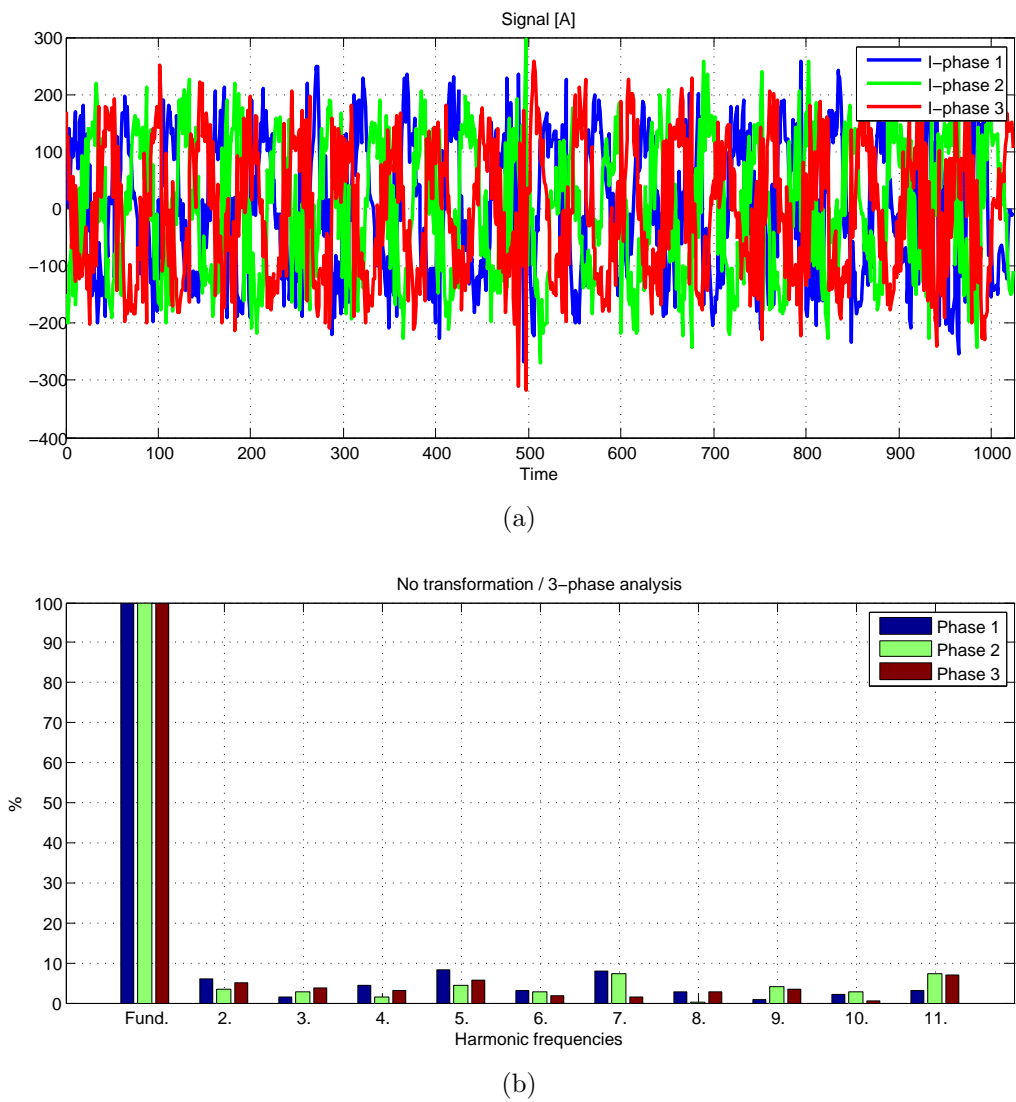 Signal [A]
300
200
100
0
−100
−200
−300
−400
I−phase 1
I−phase 2
I−phase 3
0 100 200 300 400 500 600 700 800 900 1000
Time
(a)
No transformation / 3−phase analysis
100
90
80
70
60
50
40
30
20
10
0
%
Phase 1
Phase 2
Phase 3
Fund. 2. 3. 4. 5. 6. 7. 8. 9. 10. 11.
Harmonic frequencies
(b)